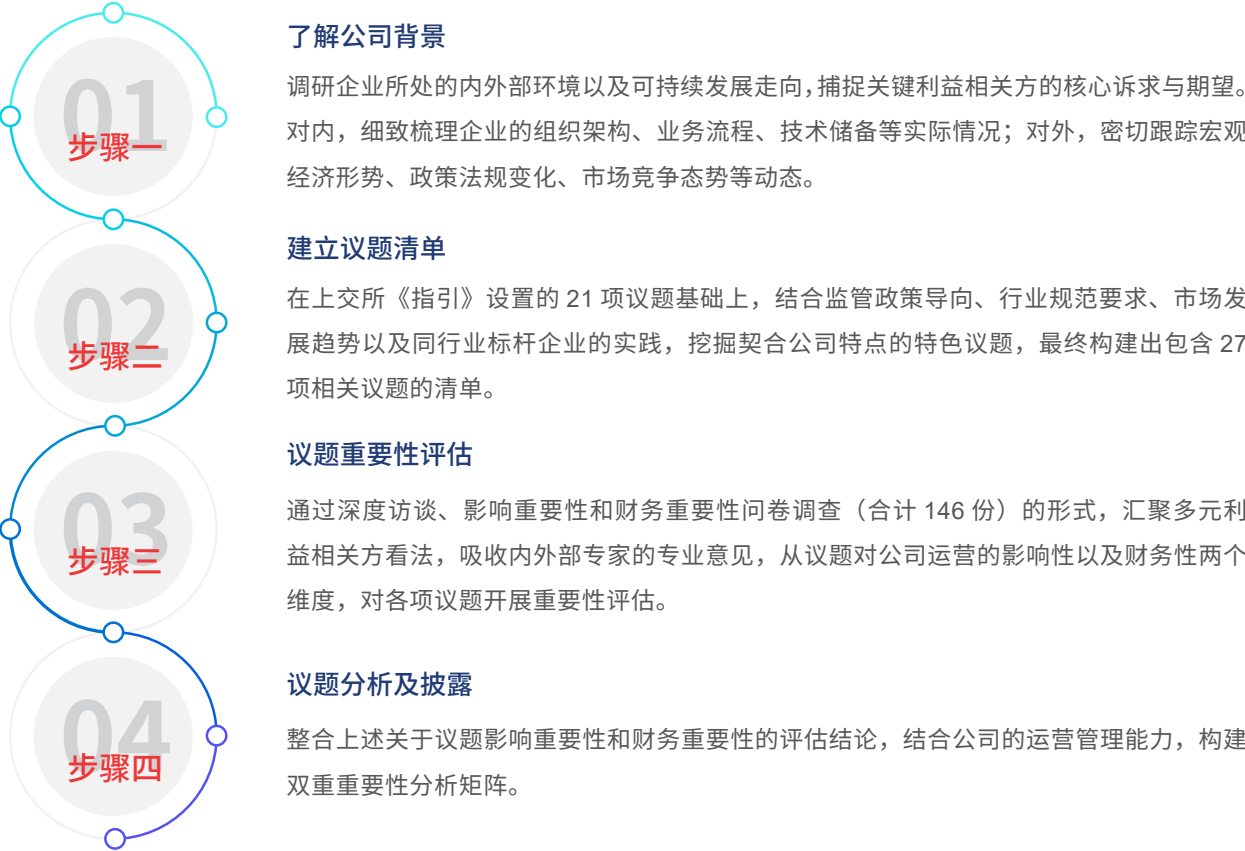 01
步骤一
了解公司背景
调研企业所处的内外部环境以及可持续发展走向，捕捉关键利益相关方的核心诉求与期望。
对内，细致梳理企业的组织架构、业务流程、技术储备等实际情况；对外，密切跟踪宏观
经济形势、政策法规变化、市场竞争态势等动态。
02
步骤二
建立议题清单
在上交所《指引》设置的 21 项议题基础上，结合监管政策导向、行业规范要求、市场发
展趋势以及同行业标杆企业的实践，挖掘契合公司特点的特色议题，最终构建出包含 27
项相关议题的清单。
03
步骤三
议题重要性评估
通过深度访谈、影响重要性和财务重要性问卷调查（合计 146 份）的形式，汇聚多元利
益相关方看法，吸收内外部专家的专业意见，从议题对公司运营的影响性以及财务性两个
维度，对各项议题开展重要性评估。
04
步骤四
议题分析及披露
整合上述关于议题影响重要性和财务重要性的评估结论，结合公司的运营管理能力，构建
双重重要性分析矩阵。